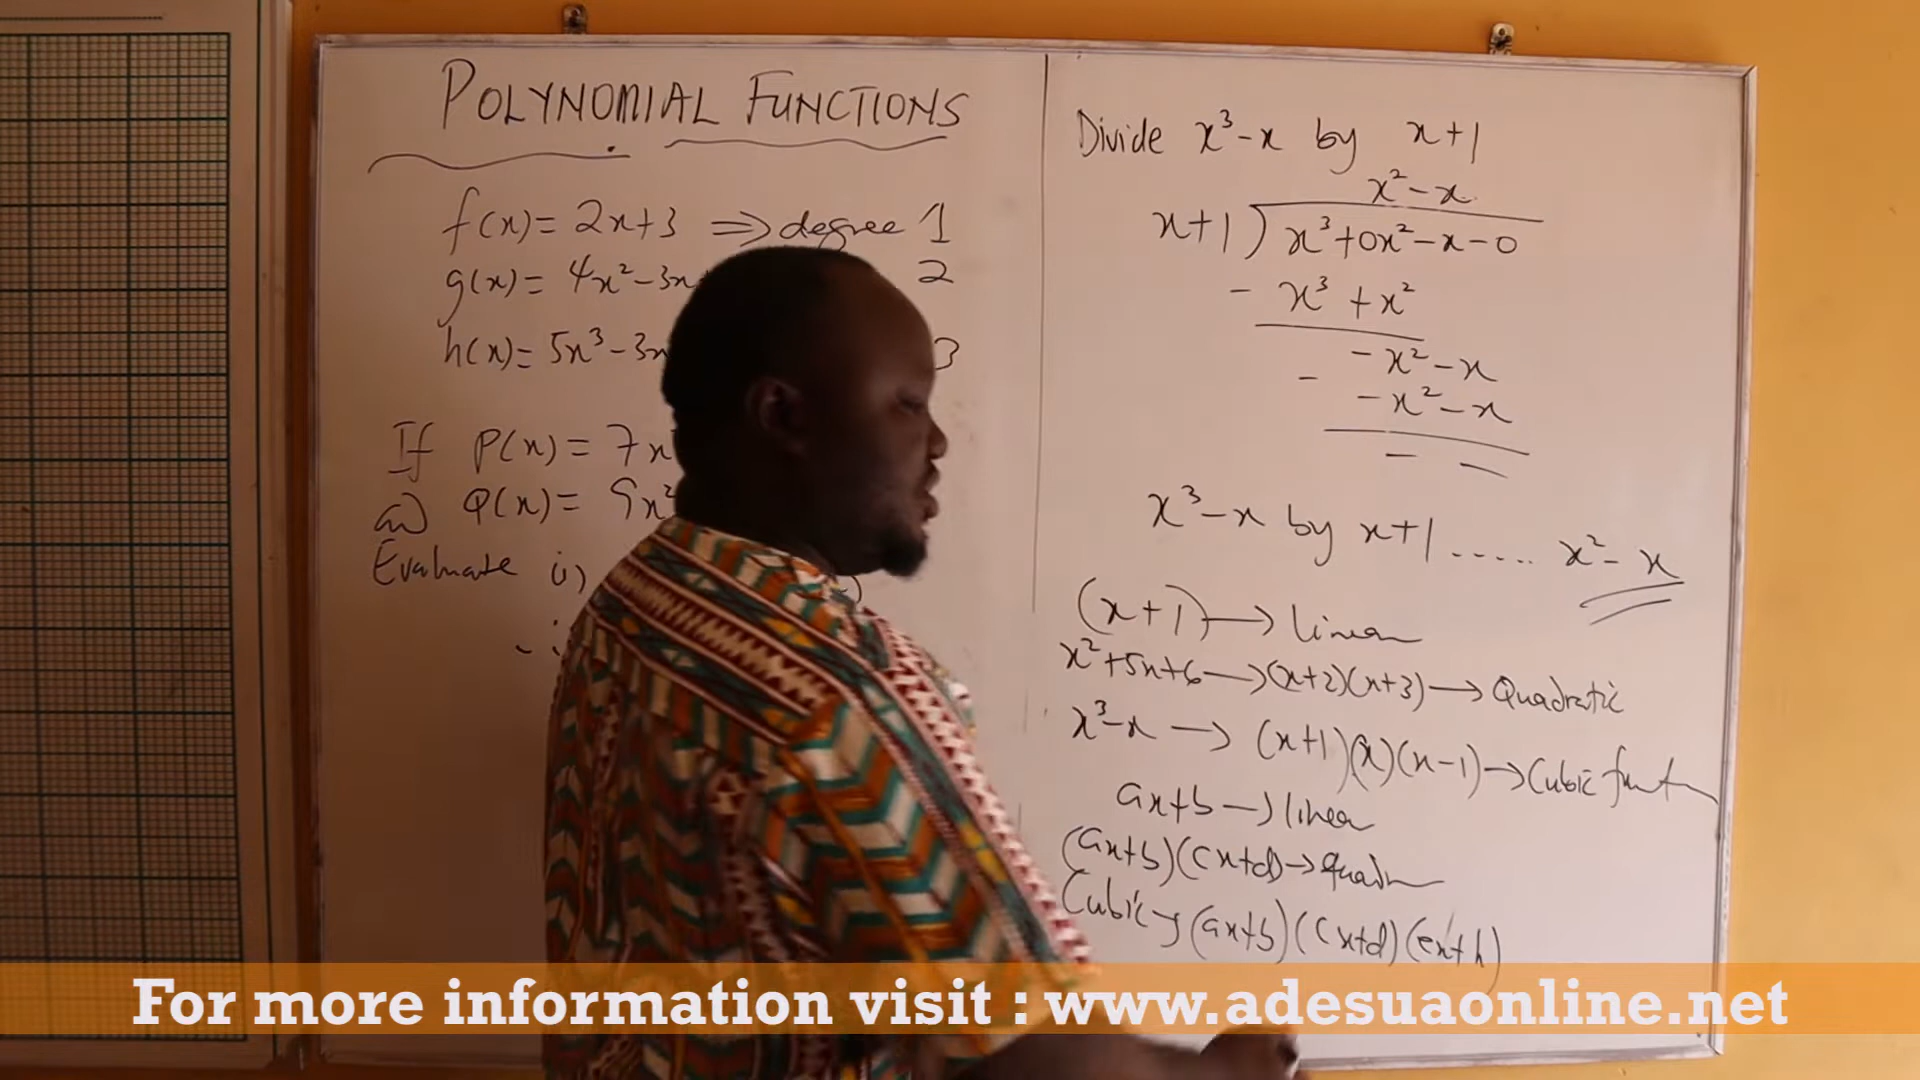 POLYNOMIAL FUNCTIONS
f(x)= 2x+3 ⇒ degree 1
g(x)= 4x²-3x 2
h(x)= 5x³-3x 3
If P(x) = 7x
a) Q(x) = 9x²
Evaluate i)
Divide x³-x by x+1
x²-x
x+1) x³+0x²-x-0
- x³+x²
-x²-x
- -x²-x
- -
x³-x by x+1 ..... x²-x
(x+1) → linear
x²+5x+6 → (x+2)(x+3) → Quadratic
x³-x → (x+1)(x)(x-1) → Cubic
ax+b → linear
(ax+b)(cx+d) →
Cubic → (ax+b)(cx+d)(ex+h)
For more information visit : www.adesuaonline.net